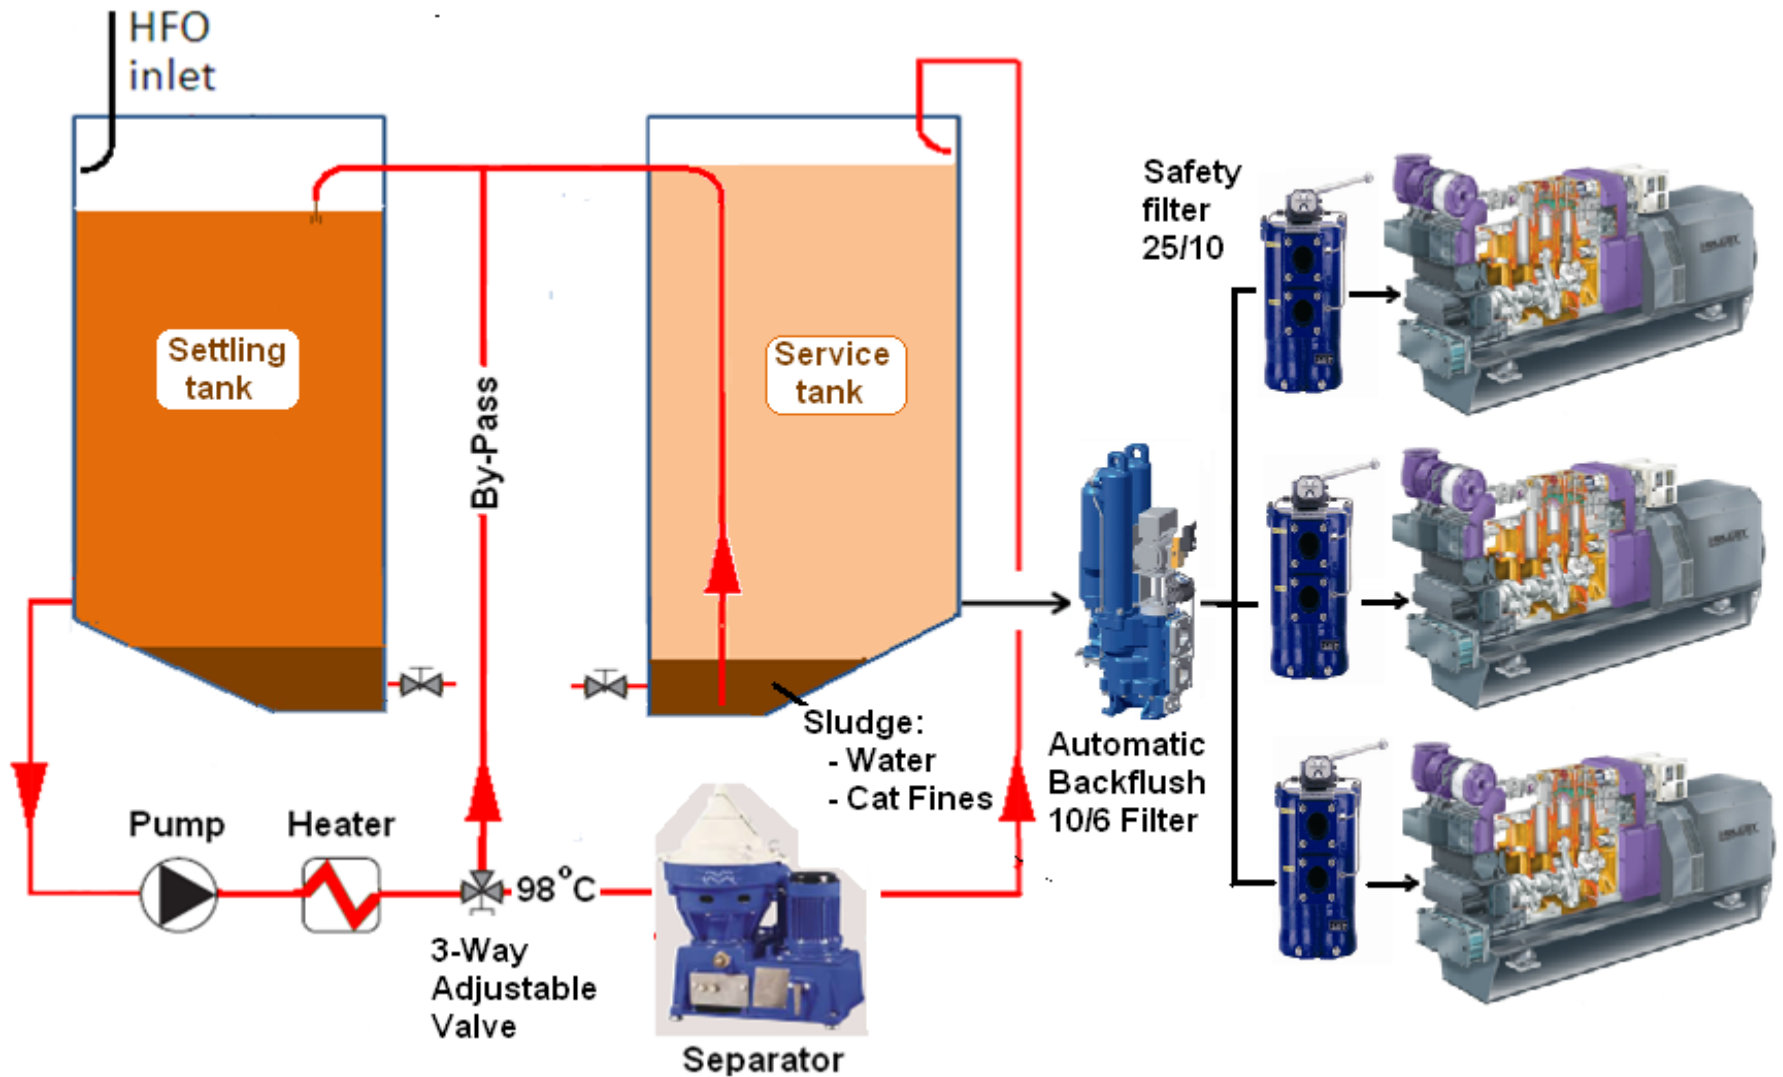 HFO
inlet
Settling
tank
By-Pass
Service
tank
Sludge:
- Water
- Cat Fines
Pump
Heater
98°C
3-Way
Adjustable
Valve
Separator
Automatic
Backflush
10/6 Filter
Safety
filter
25/10